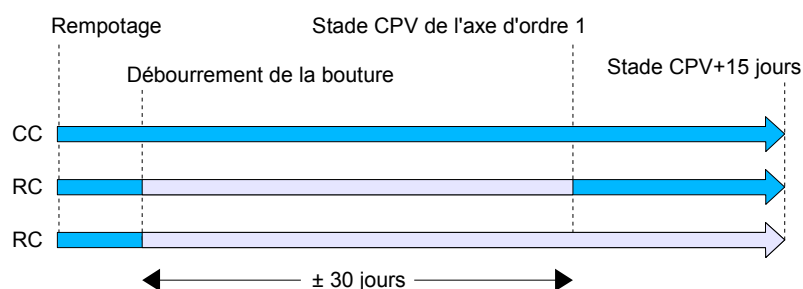 Rempotage
Stade CPV de l'axe d'ordre 1
Débourrement de la bouture
Stade CPV+15 jours
CC
RC
RC
± 30 jours